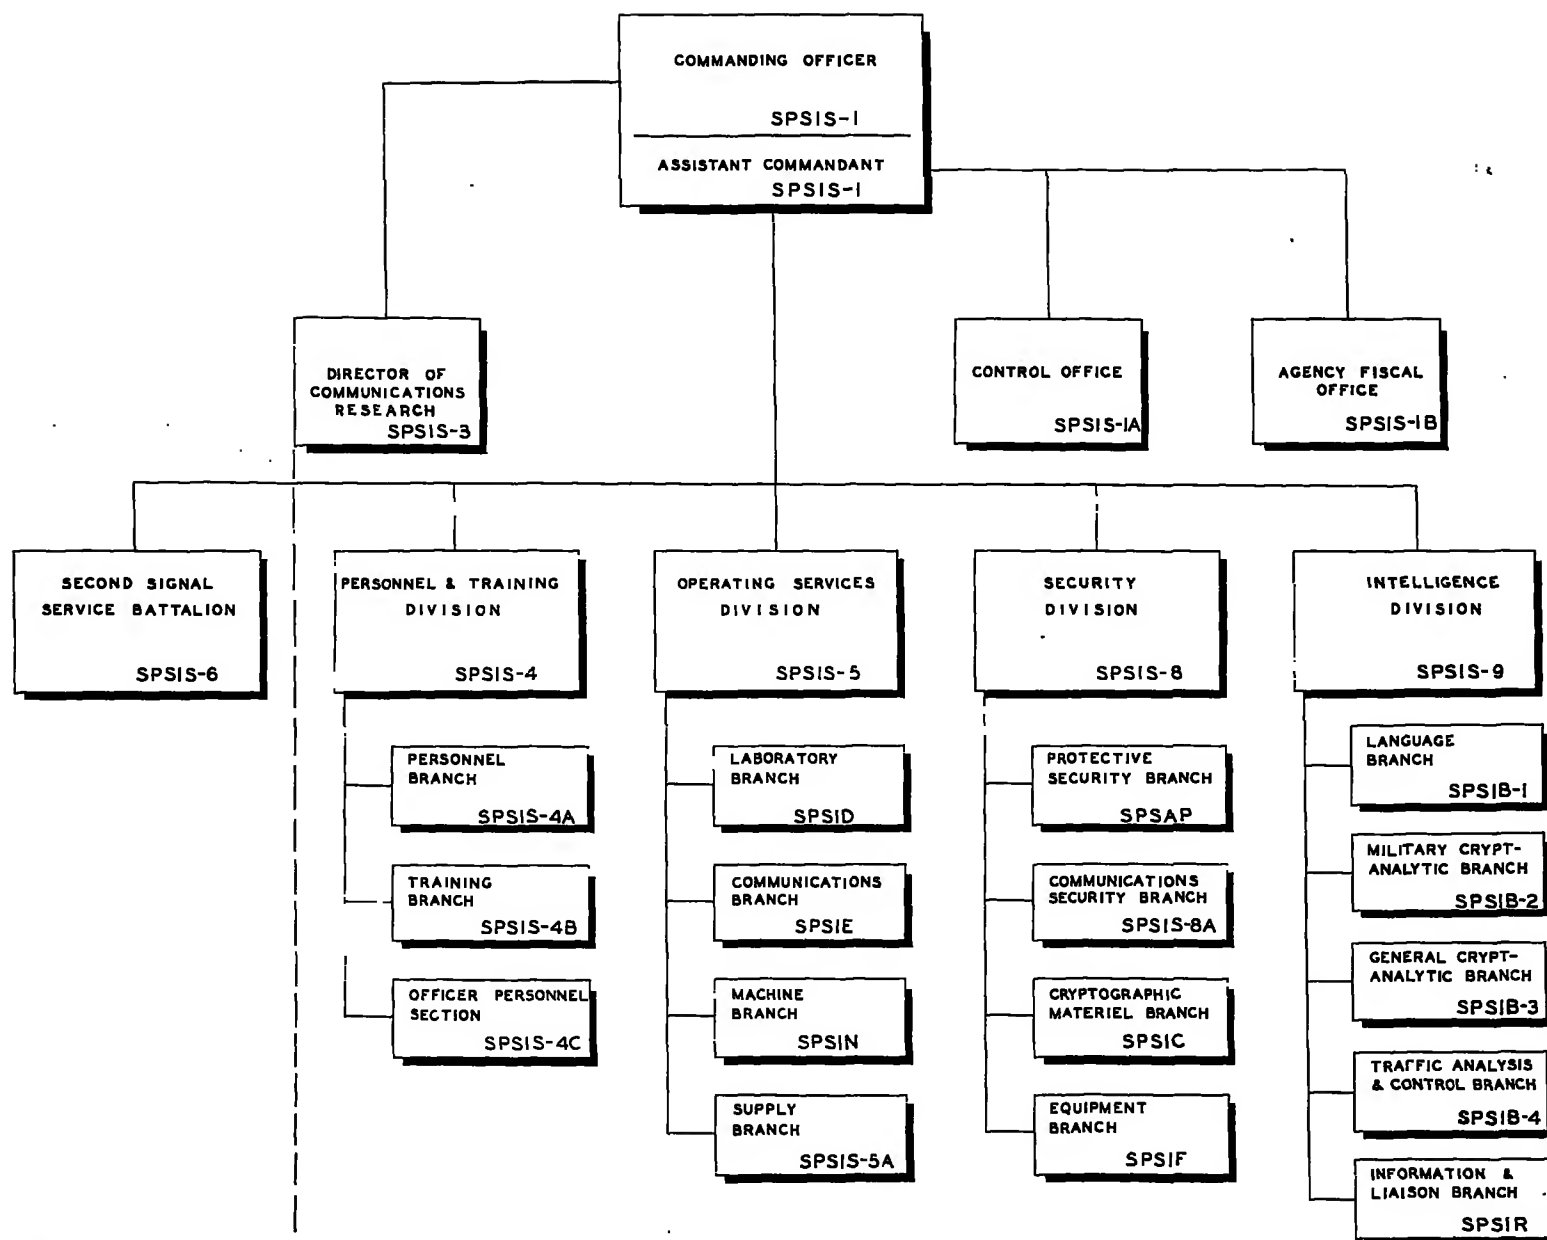 COMMANDING OFFICER
SPSIS-1
ASSISTANT COMMANDANT
SPSIS-1
DIRECTOR OF
COMMUNICATIONS
RESEARCH
SPSIS-3
CONTROL OFFICE
SPSIS-1A
AGENCY FISCAL
OFFICE
SPSIS-1B
SECOND SIGNAL
SERVICE BATTALION
SPSIS-6
PERSONNEL & TRAINING
DIVISION
SPSIS-4
PERSONNEL
BRANCH
SPSIS-4A
TRAINING
BRANCH
SPSIS-4B
OFFICER PERSONNEL
SECTION
SPSIS-4C
OPERATING SERVICES
DIVISION
SPSIS-5
LABORATORY
BRANCH
SPSID
COMMUNICATIONS
BRANCH
SPSIE
MACHINE
BRANCH
SPSIN
SUPPLY
BRANCH
SPSIS-5A
SECURITY
DIVISION
SPSIS-8
PROTECTIVE
SECURITY BRANCH
SPSAP
COMMUNICATIONS
SECURITY BRANCH
SPSIS-8A
CRYPTOGRAPHIC
MATERIEL BRANCH
SPSIC
EQUIPMENT
BRANCH
SPSIF
INTELLIGENCE
DIVISION
SPSIS-9
LANGUAGE
BRANCH
SPSIB-1
MILITARY CRYPT-
ANALYTIC BRANCH
SPSIB-2
GENERAL CRYPT-
ANALYTIC BRANCH
SPSIB-3
TRAFFIC ANALYSIS
& CONTROL BRANCH
SPSIB-4
INFORMATION &
LIAISON BRANCH
SPSIR